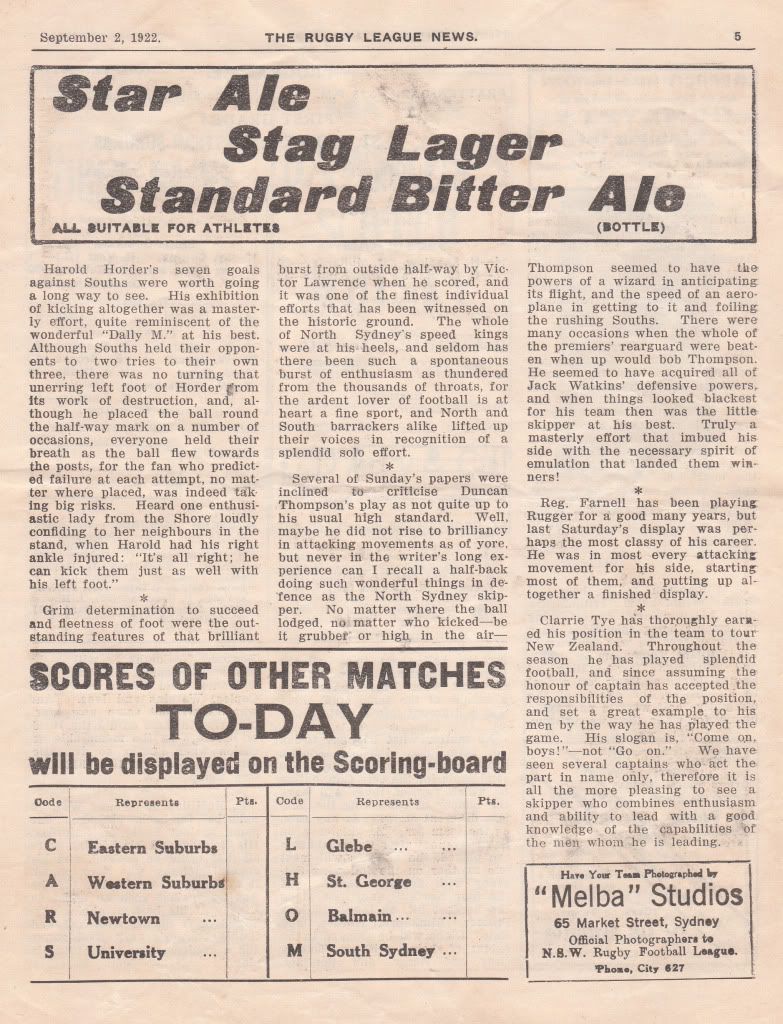 September 2, 1922.
THE RUGBY LEAGUE NEWS.
5
Star Ale
Stag Lager
Standard Bitter Ale
ALL SUITABLE FOR ATHLETES
(BOTTLE)
Harold Horder's seven goals
against Souths were worth going
a long way to see. His exhibition
of kicking altogether was a master-
ly effort, quite reminiscent of the
wonderful "Dally M." at his best.
Although Souths held their oppon-
ents to two tries to their own
three, there was no turning that
unerring left foot of Horder from
its work of destruction, and, al-
though he placed the ball round
the half-way mark on a number of
occasions, everyone held their
breath as the ball flew towards
the posts, for the fan who predict-
ed failure at each attempt, no mat-
ter where placed, was indeed tak-
ing big risks. Heard one enthusi-
astic lady from the Shore loudly
confiding to her neighbours in the
stand, when Harold had his right
ankle injured: "It's all right; he
can kick them just as well with
his left foot."
*
Grim determination to succeed
and fleetness of foot were the out-
standing features of that brilliant
burst from outside half-way by Vic-
tor Lawrence when he scored, and
it was one of the finest individual
efforts that has been witnessed on
the historic ground. The whole
of North Sydney's speed kings
were at his heels, and seldom has
there been such a spontaneous
burst of enthusiasm as thundered
from the thousands of throats, for
the ardent lover of football is at
heart a fine sport, and North and
South barrackers alike lifted up
their voices in recognition of a
splendid solo effort.
*
Several of Sunday's papers were
inclined to criticise Duncan
Thompson's play as not quite up to
his usual high standard. Well,
maybe he did not rise to brilliancy
in attacking movements as of yore,
but never in the writer's long ex-
perience can I recall a half-back
doing such wonderful things in de-
fence as the North Sydney skip-
per. No matter where the ball
lodged, no matter who kicked—be
it grubber or high in the air—
Thompson seemed to have the
powers of a wizard in anticipating
its flight, and the speed of an aero-
plane in getting to it and foiling
the rushing Souths. There were
many occasions when the whole of
the premiers' rearguard were beat-
en when up would bob Thompson.
He seemed to have acquired all of
Jack Watkins' defensive powers,
and when things looked blackest
for his team then was the little
skipper at his best. Truly a
masterly effort that imbued his
side with the necessary spirit of
emulation that landed them win-
ners!
*
Reg. Farnell has been playing
Rugger for a good many years, but
last Saturday's display was per-
haps the most classy of his career.
He was in most every attacking
movement for his side, starting
most of them, and putting up al-
together a finished display.
*
Clarrie Tye has thoroughly earn-
ed his position in the team to tour
New Zealand. Throughout the
season he has played splendid
football, and since assuming the
honour of captain has accepted the
responsibilities of the position,
and set a great example to his
men by the way he has played the
game. His slogan is, "Come on,
boys!"—not "Go on." We have
seen several captains who act the
part in name only, therefore it is
all the more pleasing to see a
skipper who combines enthusiasm
and ability to lead with a good
knowledge of the capabilities of
the men whom he is leading.
SCORES OF OTHER MATCHES
TO-DAY
will be displayed on the Scoring-board
Code Represents Pts. Code Represents Pts.
C Eastern Suburbs L Glebe ... ...
A Western Suburbs H St. George ...
R Newtown ... O Balmain ... ...
S University ... M South Sydney ...
Have Your Team Photographed by
"Melba" Studios
65 Market Street, Sydney
Official Photographers to
N.S.W. Rugby Football League.
Phone, City 627